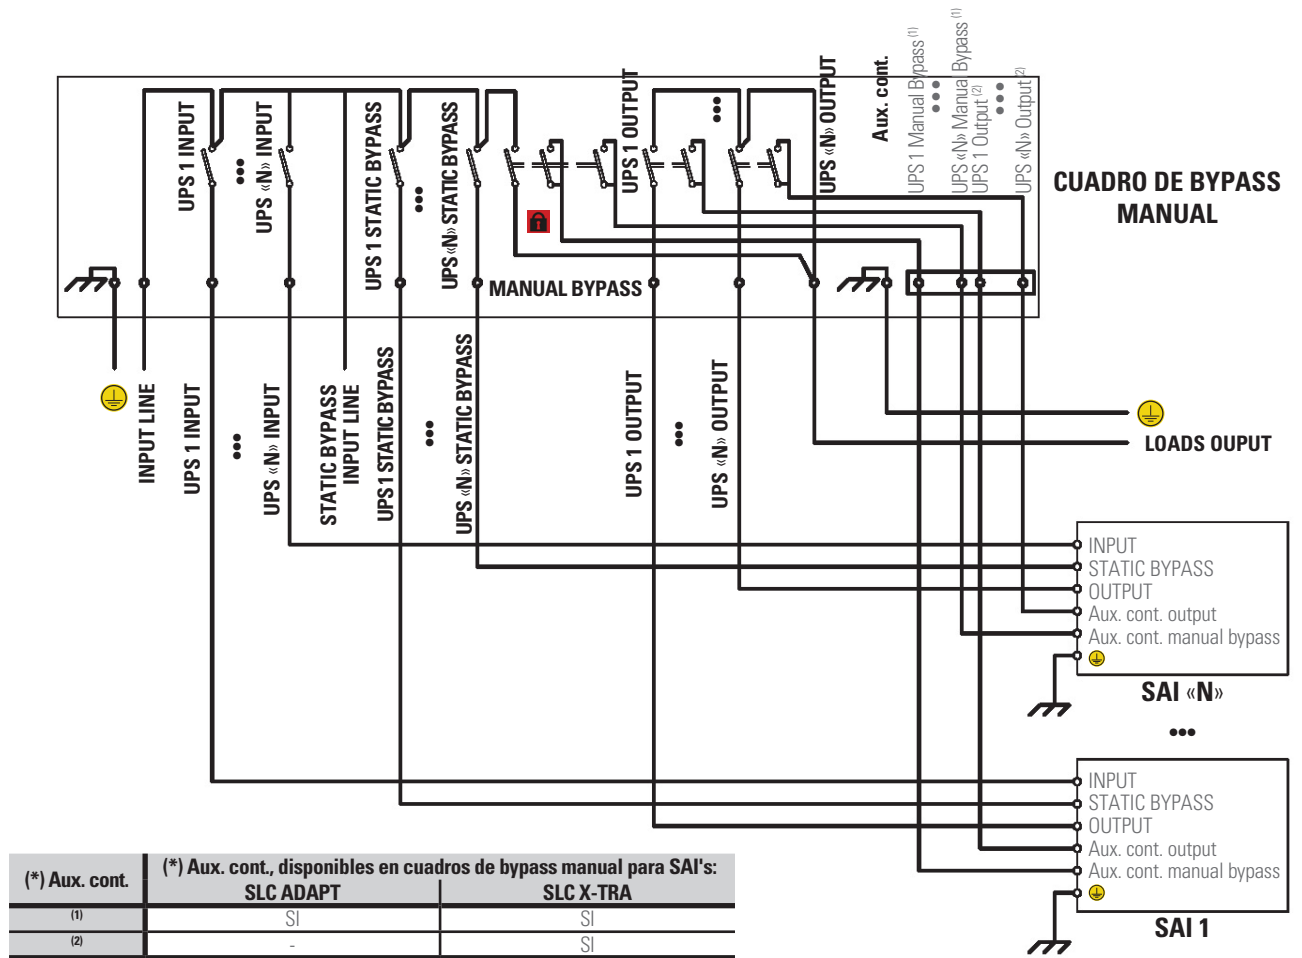 UPS 1 INPUT
UPS «N» INPUT
UPS 1 STATIC BYPASS
UPS «N» STATIC BYPASS
UPS 1 OUTPUT
UPS «N» OUTPUT
Aux. cont.
UPS 1 Manual Bypass (1)
UPS «N» Manual Bypass (1)
UPS 1 Output (2)
UPS «N» Output (2)
CUADRO DE BYPASS
MANUAL
MANUAL BYPASS
INPUT LINE
UPS 1 INPUT
UPS «N» INPUT
STATIC BYPASS
INPUT LINE
UPS 1 STATIC BYPASS
UPS «N» STATIC BYPASS
UPS 1 OUTPUT
UPS «N» OUTPUT
LOADS OUPUT
INPUT
STATIC BYPASS
OUTPUT
Aux. cont. output
Aux. cont. manual bypass
SAI «N»
INPUT
STATIC BYPASS
OUTPUT
Aux. cont. output
Aux. cont. manual bypass
SAI 1
(*) Aux. cont.
(*) Aux. cont., disponibles en cuadros de bypass manual para SAI's:
SLC ADAPT SLC X-TRA
(1) SI SI
(2) - SI